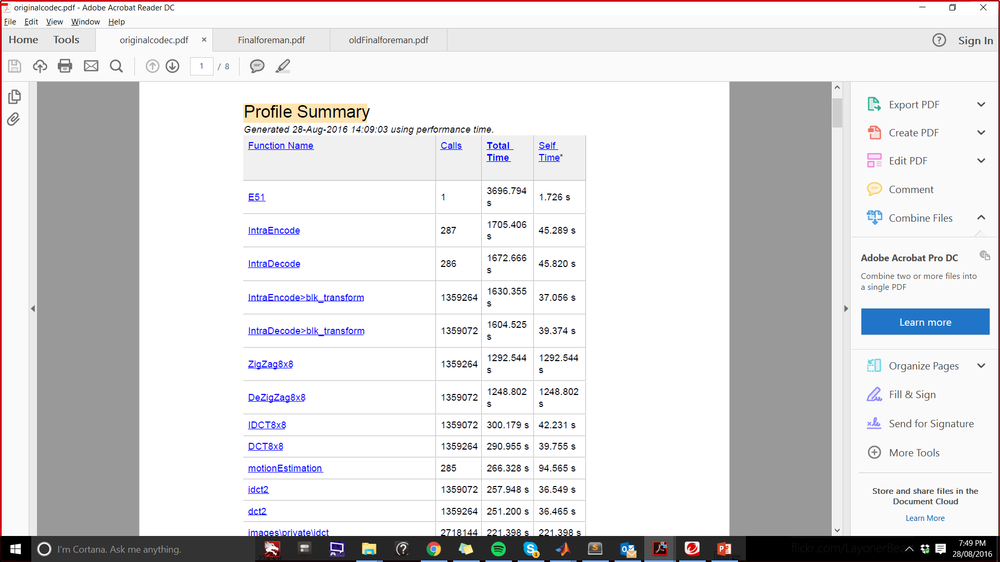 originalcodec.pdf - Adobe Acrobat Reader DC
File Edit View Window Help
Home Tools originalcodec.pdf × Finalforeman.pdf oldFinalforeman.pdf ? Sign In
1 / 8
Profile Summary
Generated 28-Aug-2016 14:09:03 using performance time.
Function Name Calls Total Time Self Time*
E51 1 3696.794 s 1.726 s
IntraEncode 287 1705.406 s 45.289 s
IntraDecode 286 1672.666 s 45.820 s
IntraEncode>blk_transform 1359264 1630.355 s 37.056 s
IntraDecode>blk_transform 1359072 1604.525 s 39.374 s
ZigZag8x8 1359264 1292.544 s 1292.544 s
DeZigZag8x8 1359072 1248.802 s 1248.802 s
IDCT8x8 1359072 300.179 s 42.231 s
DCT8x8 1359264 290.955 s 39.755 s
motionEstimation 285 266.328 s 94.565 s
idct2 1359072 257.948 s 36.549 s
dct2 1359264 251.200 s 36.465 s
images\private\idct 2718144 221.398 s 221.398 s
Export PDF
Create PDF
Edit PDF
Comment
Combine Files
Adobe Acrobat Pro DC
Combine two or more files into
a single PDF
Learn more
Organize Pages
Fill & Sign
Send for Signature
More Tools
Store and share files in the
Document Cloud
Learn More
I'm Cortana. Ask me anything.
7:49 PM
28/08/2016